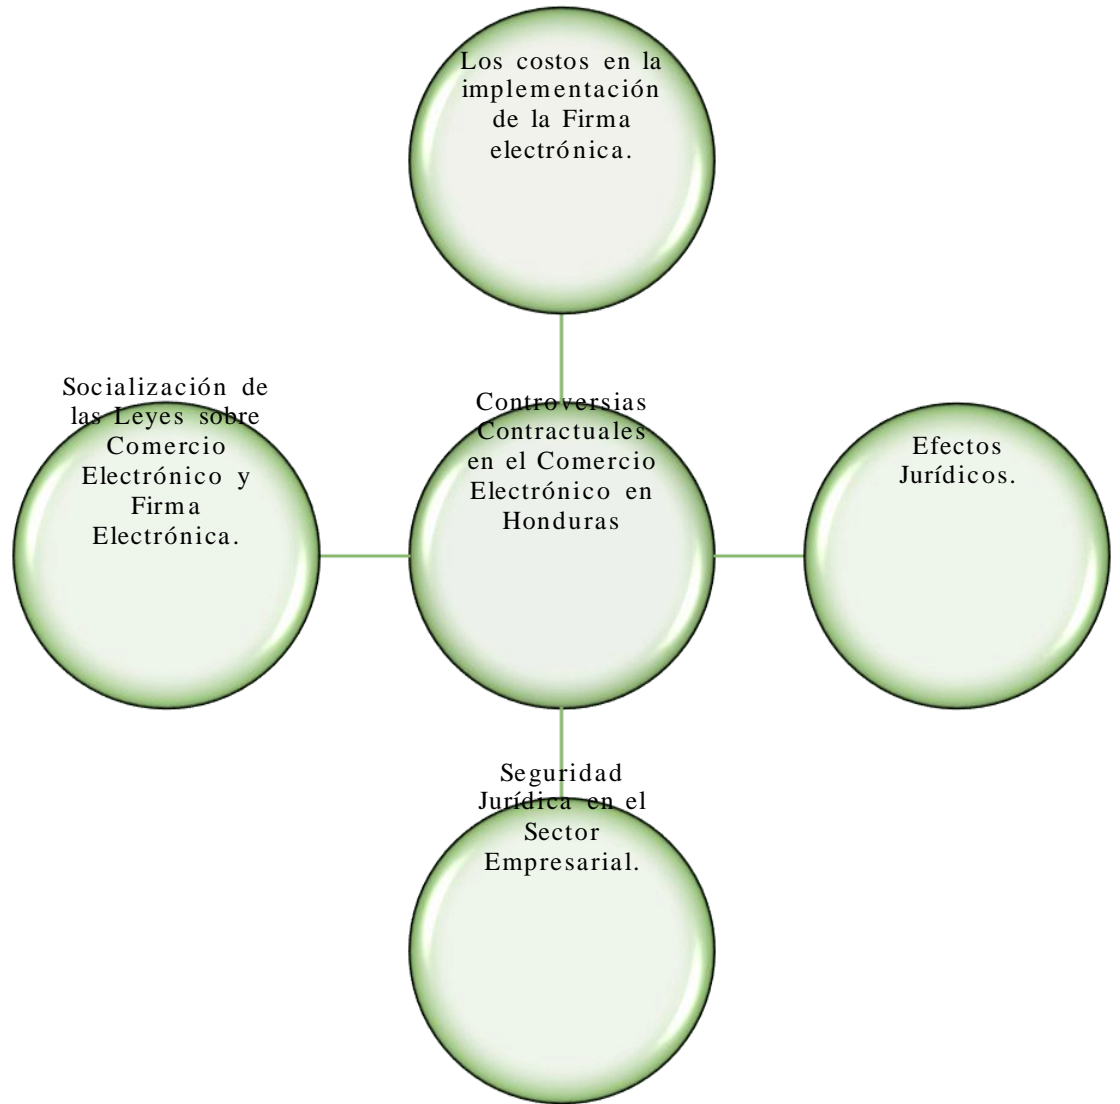 Los costos en la
implementación
de la Firma
electrónica.
Socialización de
las Leyes sobre
Comercio
Electrónico y
Firma
Electrónica.
Controversias
Contractuales
en el Comercio
Electrónico en
Honduras
Efectos
Jurídicos.
Seguridad
Jurídica en el
Sector
Empresarial.